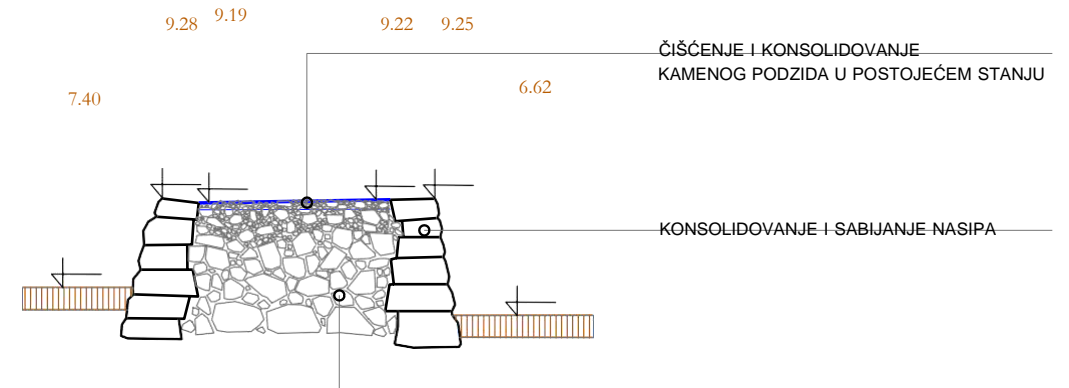 9.28 9.19 9.22 9.25
ČIŠĆENJE I KONSOLIDOVANJE
KAMENOG PODZIDA U POSTOJEĆEM STANJU
7.40 6.62
KONSOLIDOVANJE I SABIJANJE NASIPA